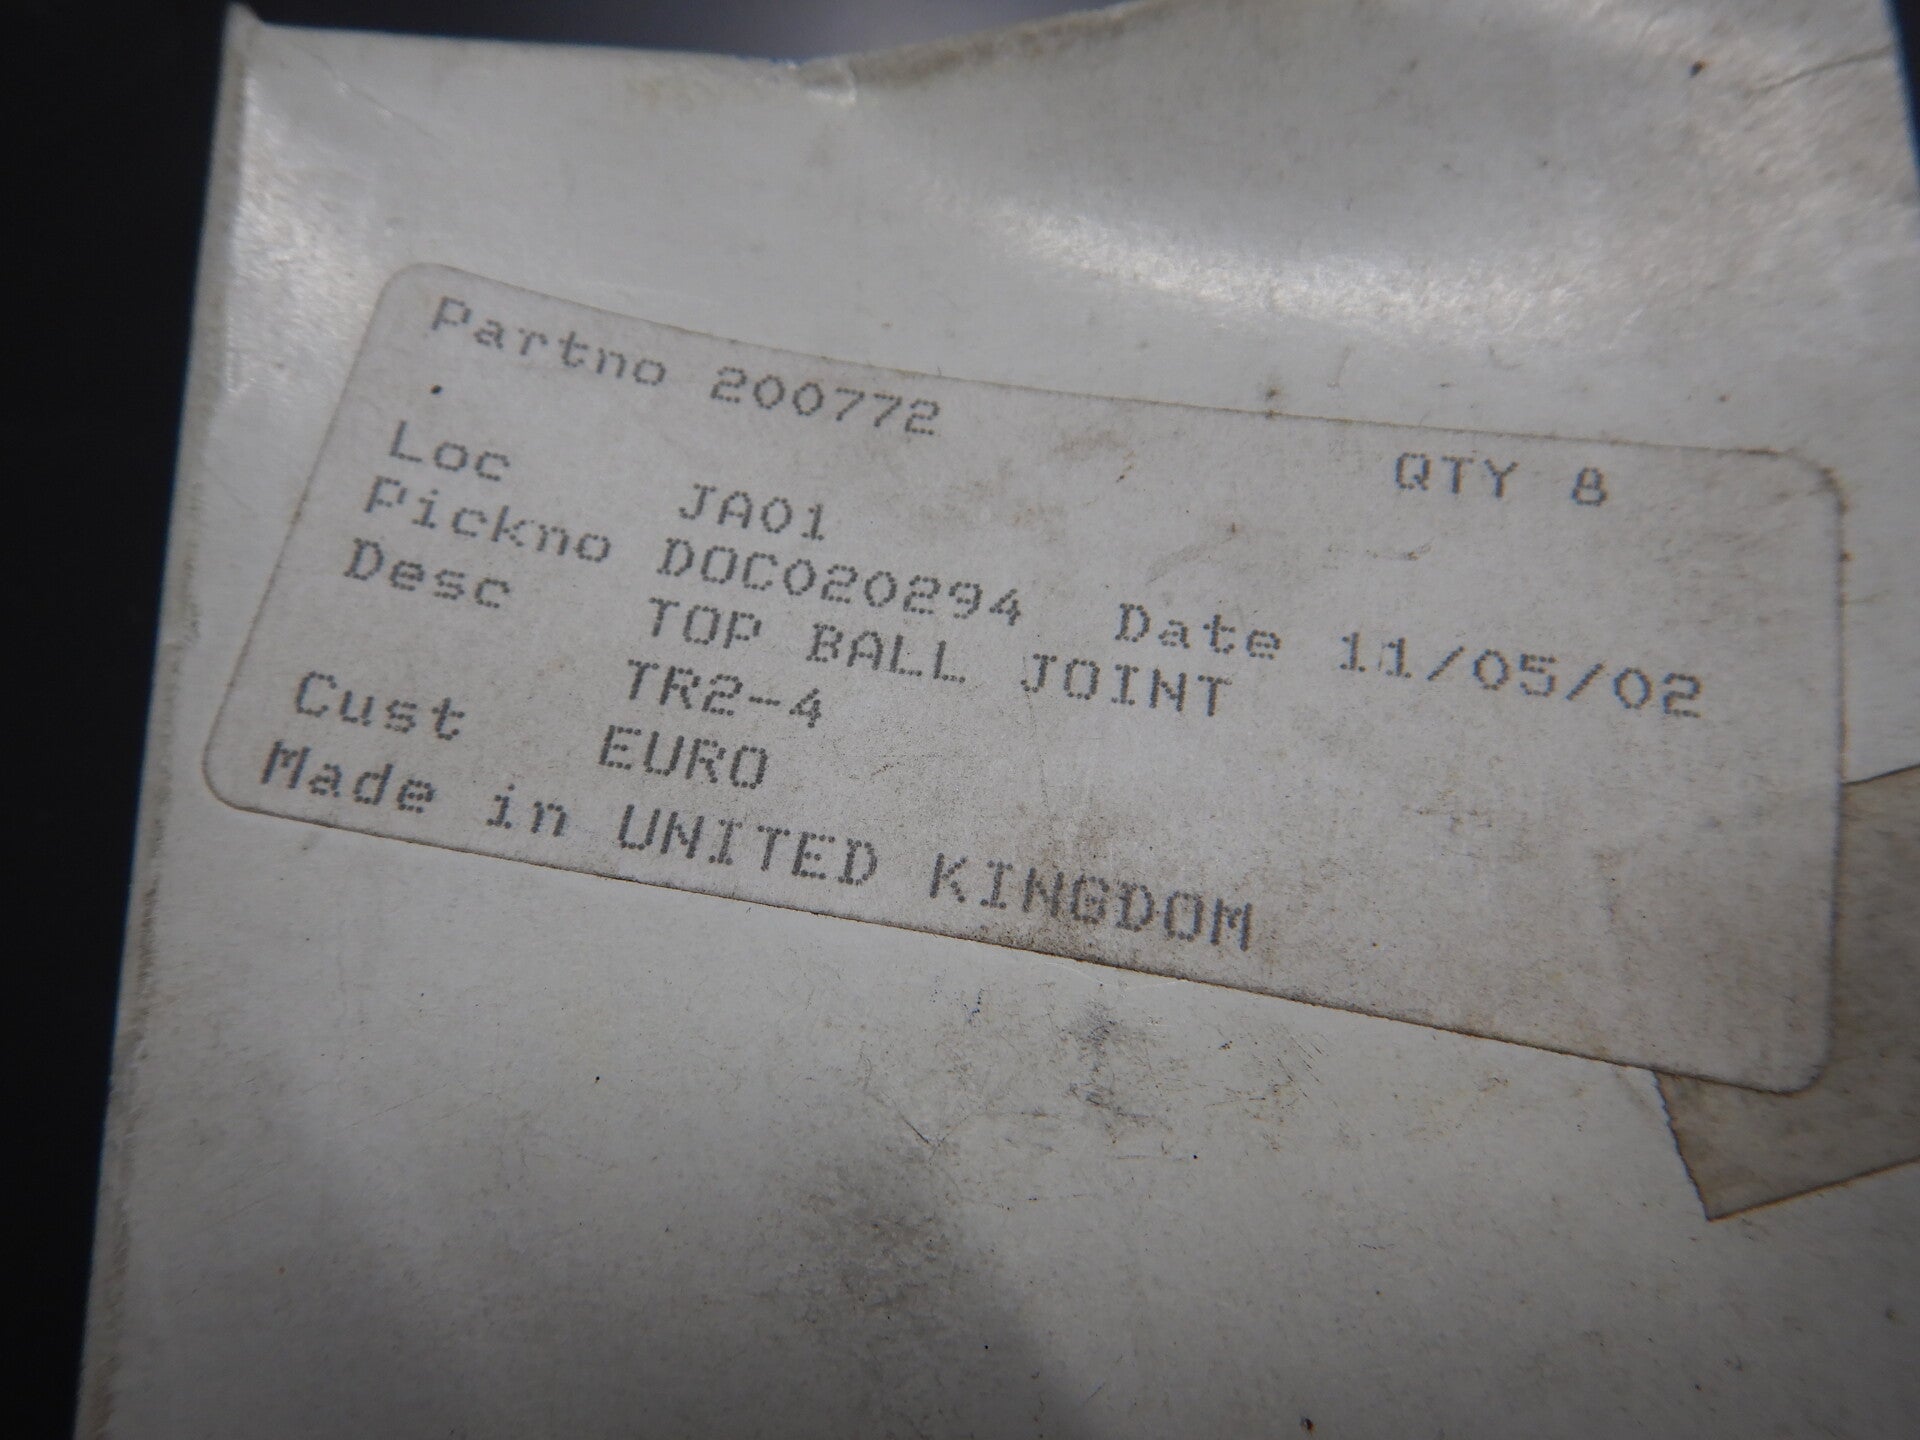 Partno 200772 QTY 8
.
Loc JA01
Pickno DOC020294 Date 11/05/02
Desc TOP BALL JOINT
TR2-4
Cust EURO
Made in UNITED KINGDOM